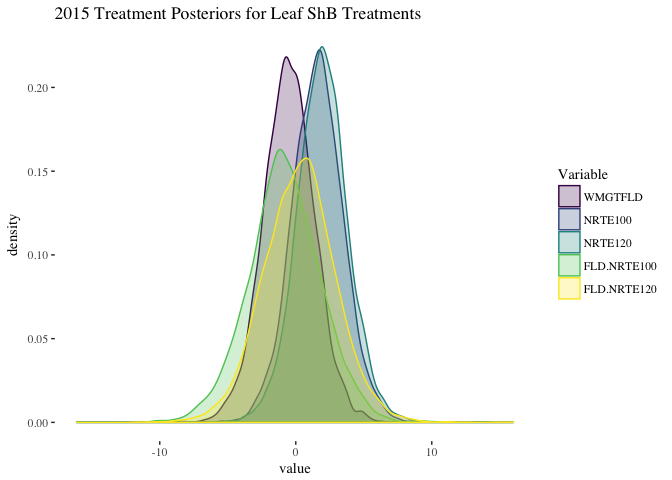 2015 Treatment Posteriors for Leaf ShB Treatments
0.20
0.15
0.10
0.05
0.00
density
-10
0
10
value
Variable
WMGTFLD
NRTE100
NRTE120
FLD.NRTE100
FLD.NRTE120